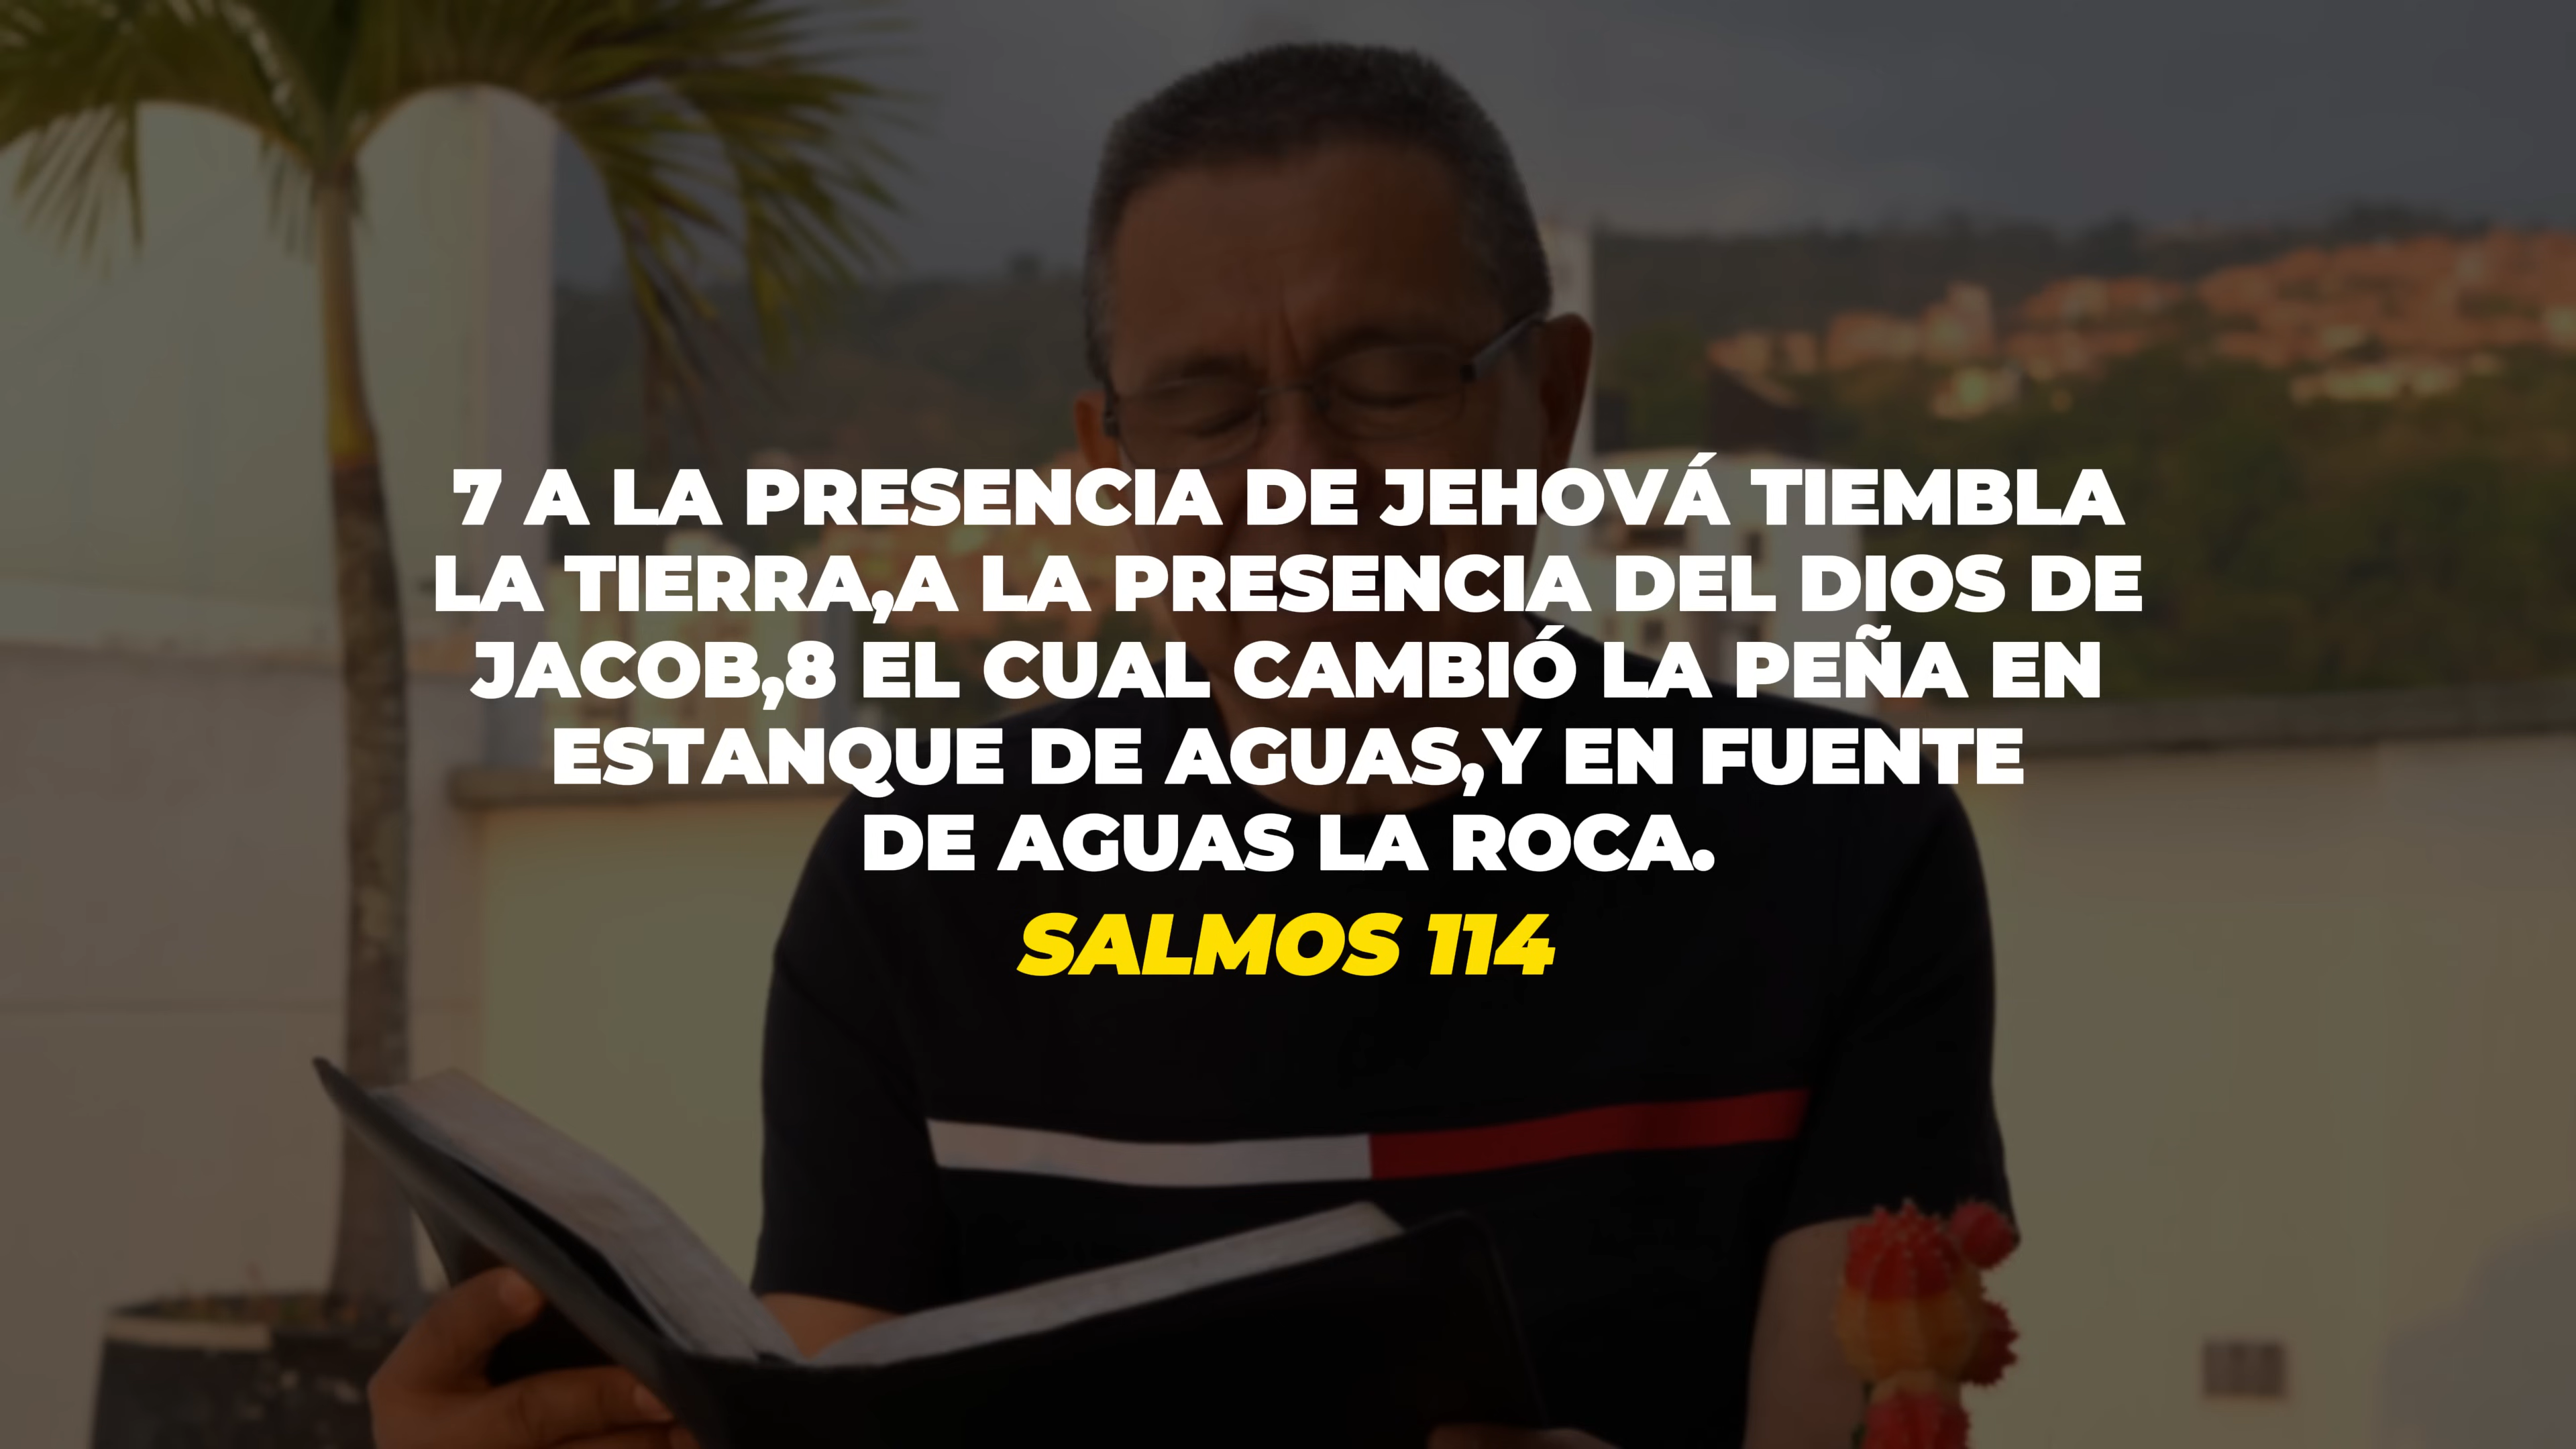 7 A LA PRESENCIA DE JEHOVÁ TIEMBLA
LA TIERRA,A LA PRESENCIA DEL DIOS DE
JACOB,8 EL CUAL CAMBIÓ LA PEÑA EN
ESTANQUE DE AGUAS,Y EN FUENTE
DE AGUAS LA ROCA.
SALMOS 114